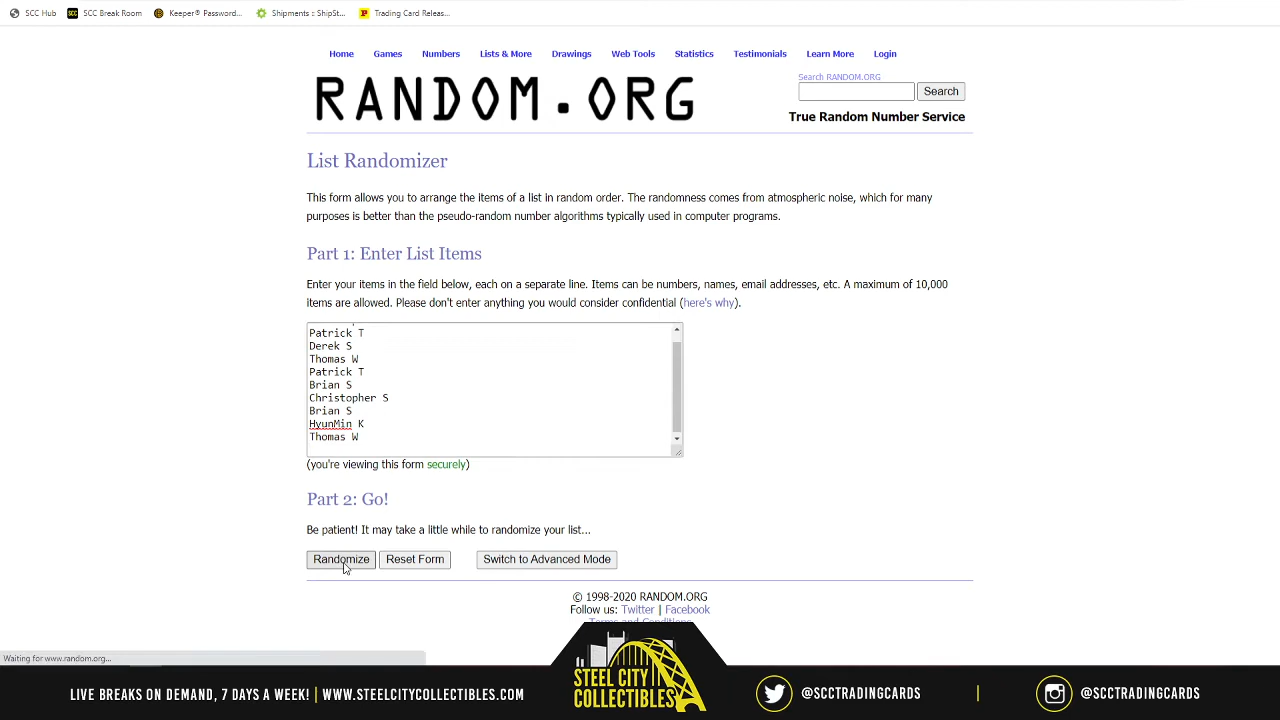 SCC Hub SCC Break Room Keeper® Password... Shipments :: ShipSt... Trading Card Releas...
Home Games Numbers Lists & More Drawings Web Tools Statistics Testimonials Learn More Login
RANDOM.ORG
Search RANDOM.ORG
Search
True Random Number Service
List Randomizer
This form allows you to arrange the items of a list in random order. The randomness comes from atmospheric noise, which for many
purposes is better than the pseudo-random number algorithms typically used in computer programs.
Part 1: Enter List Items
Enter your items in the field below, each on a separate line. Items can be numbers, names, email addresses, etc. A maximum of 10,000
items are allowed. Please don't enter anything you would consider confidential (here's why).
Patrick T
Derek S
Thomas W
Patrick T
Brian S
Christopher S
Brian S
HyunMin K
Thomas W
(you're viewing this form securely)
Part 2: Go!
Be patient! It may take a little while to randomize your list...
Randomize Reset Form Switch to Advanced Mode
© 1998-2020 RANDOM.ORG
Follow us: Twitter | Facebook
Terms and Conditions
Waiting for www.random.org...
STEEL CITY
COLLECTIBLES
LIVE BREAKS ON DEMAND, 7 DAYS A WEEK! | WWW.STEELCITYCOLLECTIBLES.COM
@SCCTRADINGCARDS | @SCCTRADINGCARDS